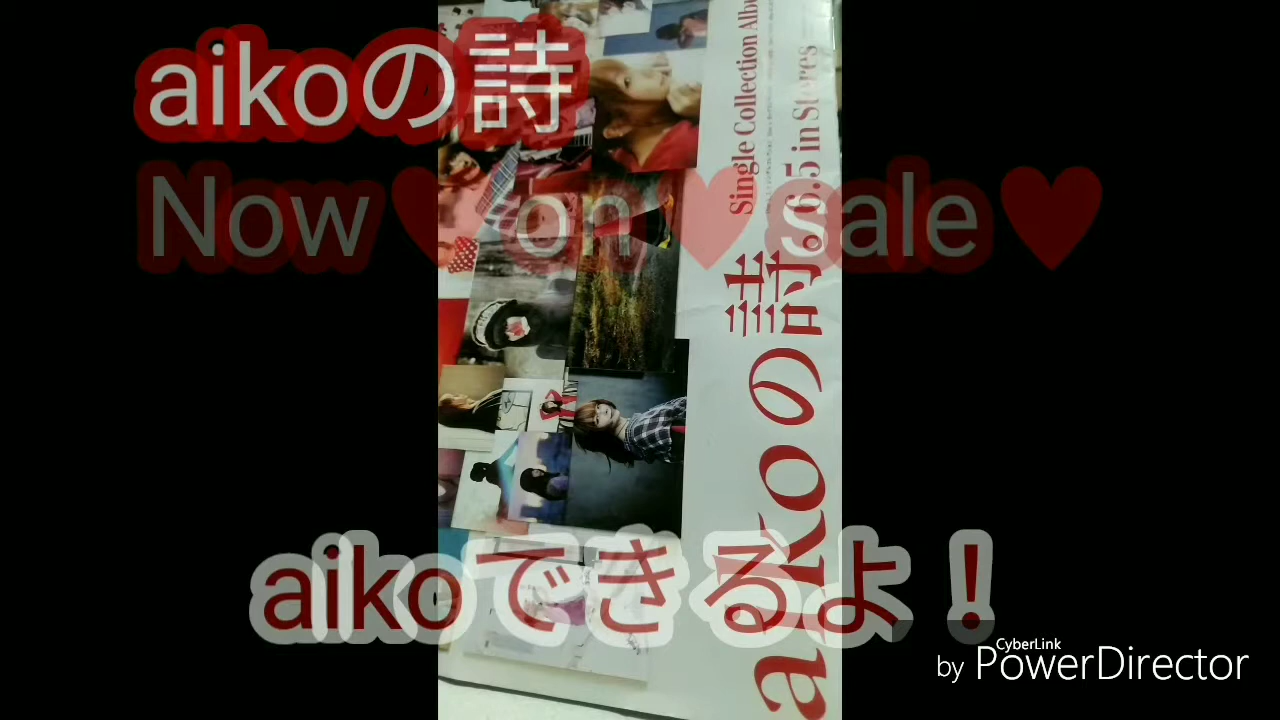 aikoの詩
Now♥on♥sale♥
Single Collection Albu
aikoの詩。6.5 in Stores
aikoできるよ！
CyberLink
by PowerDirector